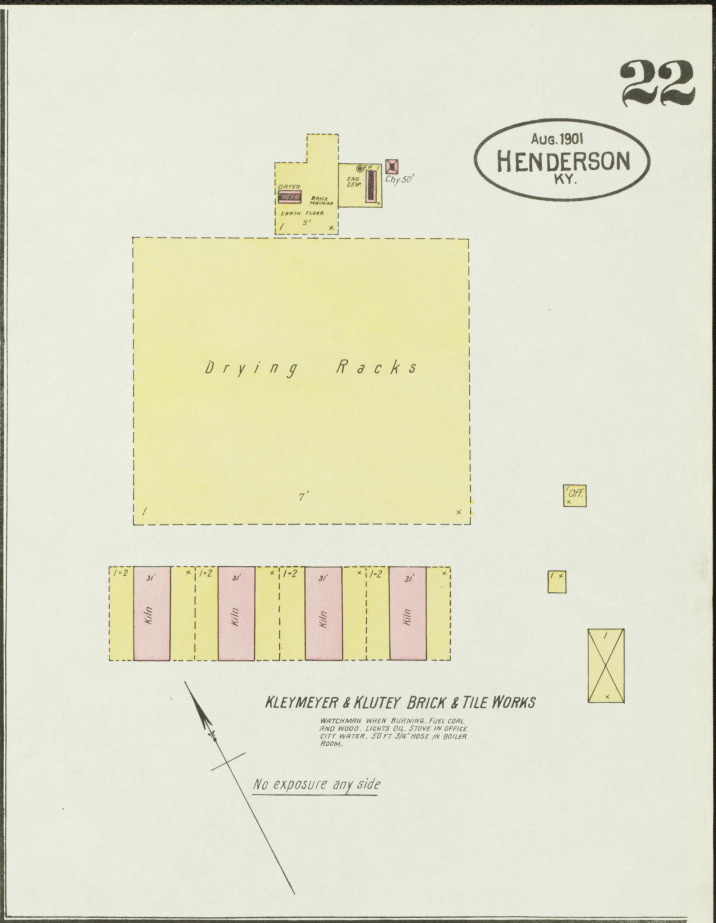 22
AUG. 1901
HENDERSON
KY.
Chy 50'
ENG.
25 H.P.
DRYER
BRICK
MACHINE
EARTH FLOOR
9'
1 x
Drying Racks
7'
1 x
1 Off.
x
1=2 31' x 1=2 31' x 1=2 31' x 1=2 31' x
Kiln Kiln Kiln Kiln
1 x
1
x
KLEYMEYER & KLUTEY BRICK & TILE WORKS
WATCHMAN WHEN BURNING, FUEL COAL
AND WOOD, LIGHTS OIL, STOVE IN OFFICE
CITY WATER, 50 FT. 3/4" HOSE IN BOILER
ROOM.
No exposure any side